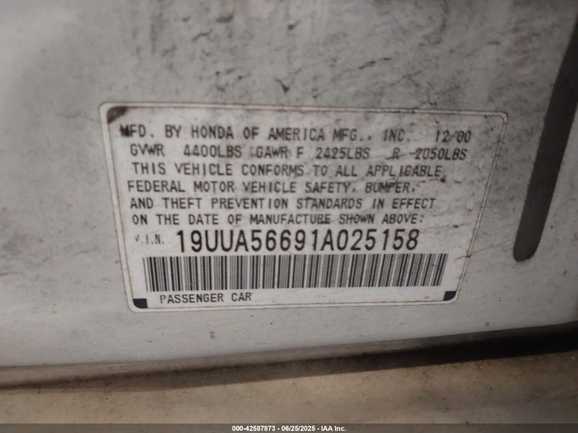 MFD. BY HONDA OF AMERICA MFG., INC. 12/00
GVWR 4400LBS GAWR F 2425LBS R 2050LBS
THIS VEHICLE CONFORMS TO ALL APPLICABLE
FEDERAL MOTOR VEHICLE SAFETY, BUMPER,
AND THEFT PREVENTION STANDARDS IN EFFECT
ON THE DATE OF MANUFACTURE SHOWN ABOVE:
V.I.N. 19UUA56691A025158
PASSENGER CAR
000-42587873 | 06/25/2025 | IAA Inc.